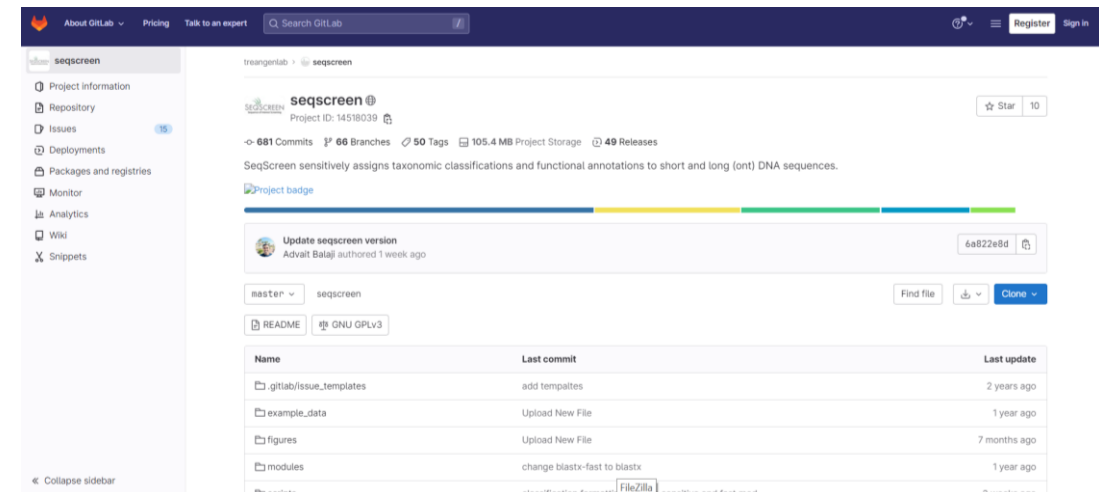 About GitLab Pricing Talk to an expert Search GitLab / Register Sign in
seqscreen
Project information
Repository
Issues 15
Deployments
Packages and registries
Monitor
Analytics
Wiki
Snippets
Collapse sidebar
treangenlab › seqscreen
SEQSCREEN seqscreen
Project ID: 14518039
Star 10
681 Commits 66 Branches 50 Tags 105.4 MB Project Storage 49 Releases
SeqScreen sensitively assigns taxonomic classifications and functional annotations to short and long (ont) DNA sequences.
Project badge
Update seqscreen version
Advait Balaji authored 1 week ago
6a822e8d
master seqscreen Find file Clone
README GNU GPLv3
Name Last commit Last update
.gitlab/issue_templates add tempaltes 2 years ago
example_data Upload New File 1 year ago
figures Upload New File 7 months ago
modules change blastx-fast to blastx 1 year ago
FileZilla